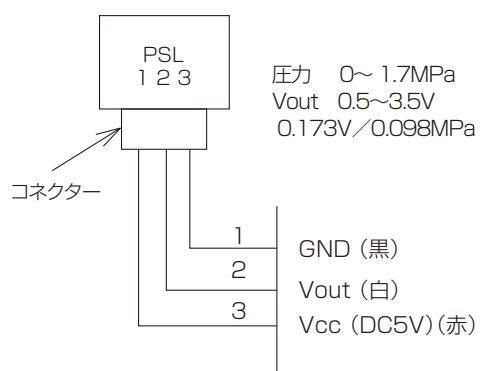 PSL
1 2 3
圧力　0～1.7MPa
Vout　0.5～3.5V
0.173V／0.098MPa
コネクター
1
GND（黒）
2
Vout（白）
3
Vcc（DC5V）（赤）